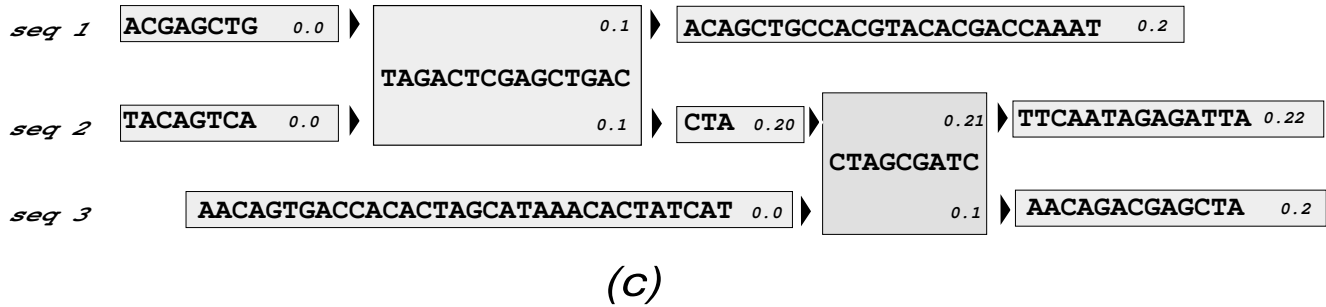 seq 1 ACGAGCTG 0.0 0.1 ACAGCTGCCACGTACACGACCAAAT 0.2
TAGACTCGAGCTGAC
seq 2 TACAGTCA 0.0 0.1 CTA 0.20 0.21 TTCAATAGAGATTA 0.22
CTAGCGATC
seq 3 AACAGTGACCACACTAGCATAAACACTATCAT 0.0 0.1 AACAGACGAGCTA 0.2
(c)